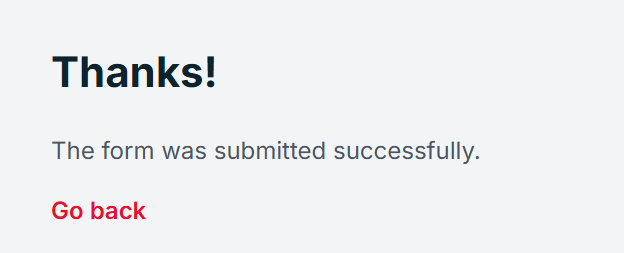 Thanks!
The form was submitted successfully.
Go back